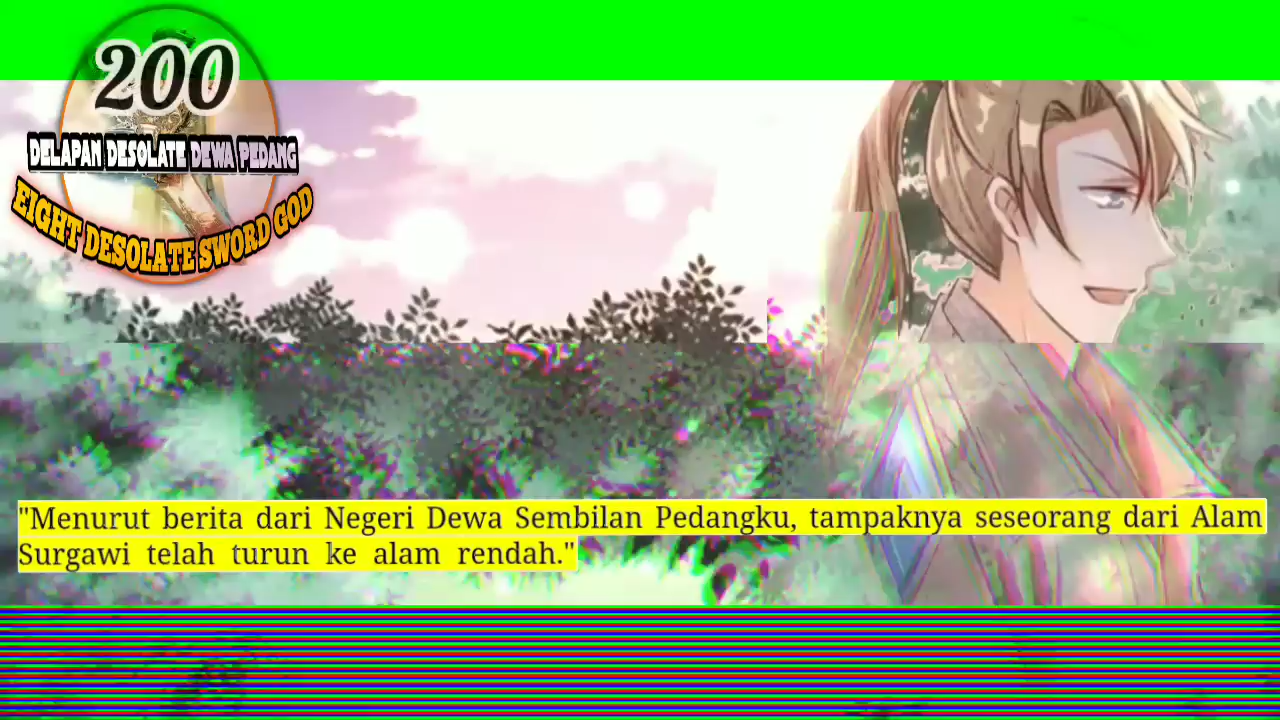 200
DELAPAN DESOLATE DEWA PEDANG
EIGHT DESOLATE SWORD GOD
"Menurut berita dari Negeri Dewa Sembilan Pedangku, tampaknya seseorang dari Alam
Surgawi telah turun ke alam rendah."